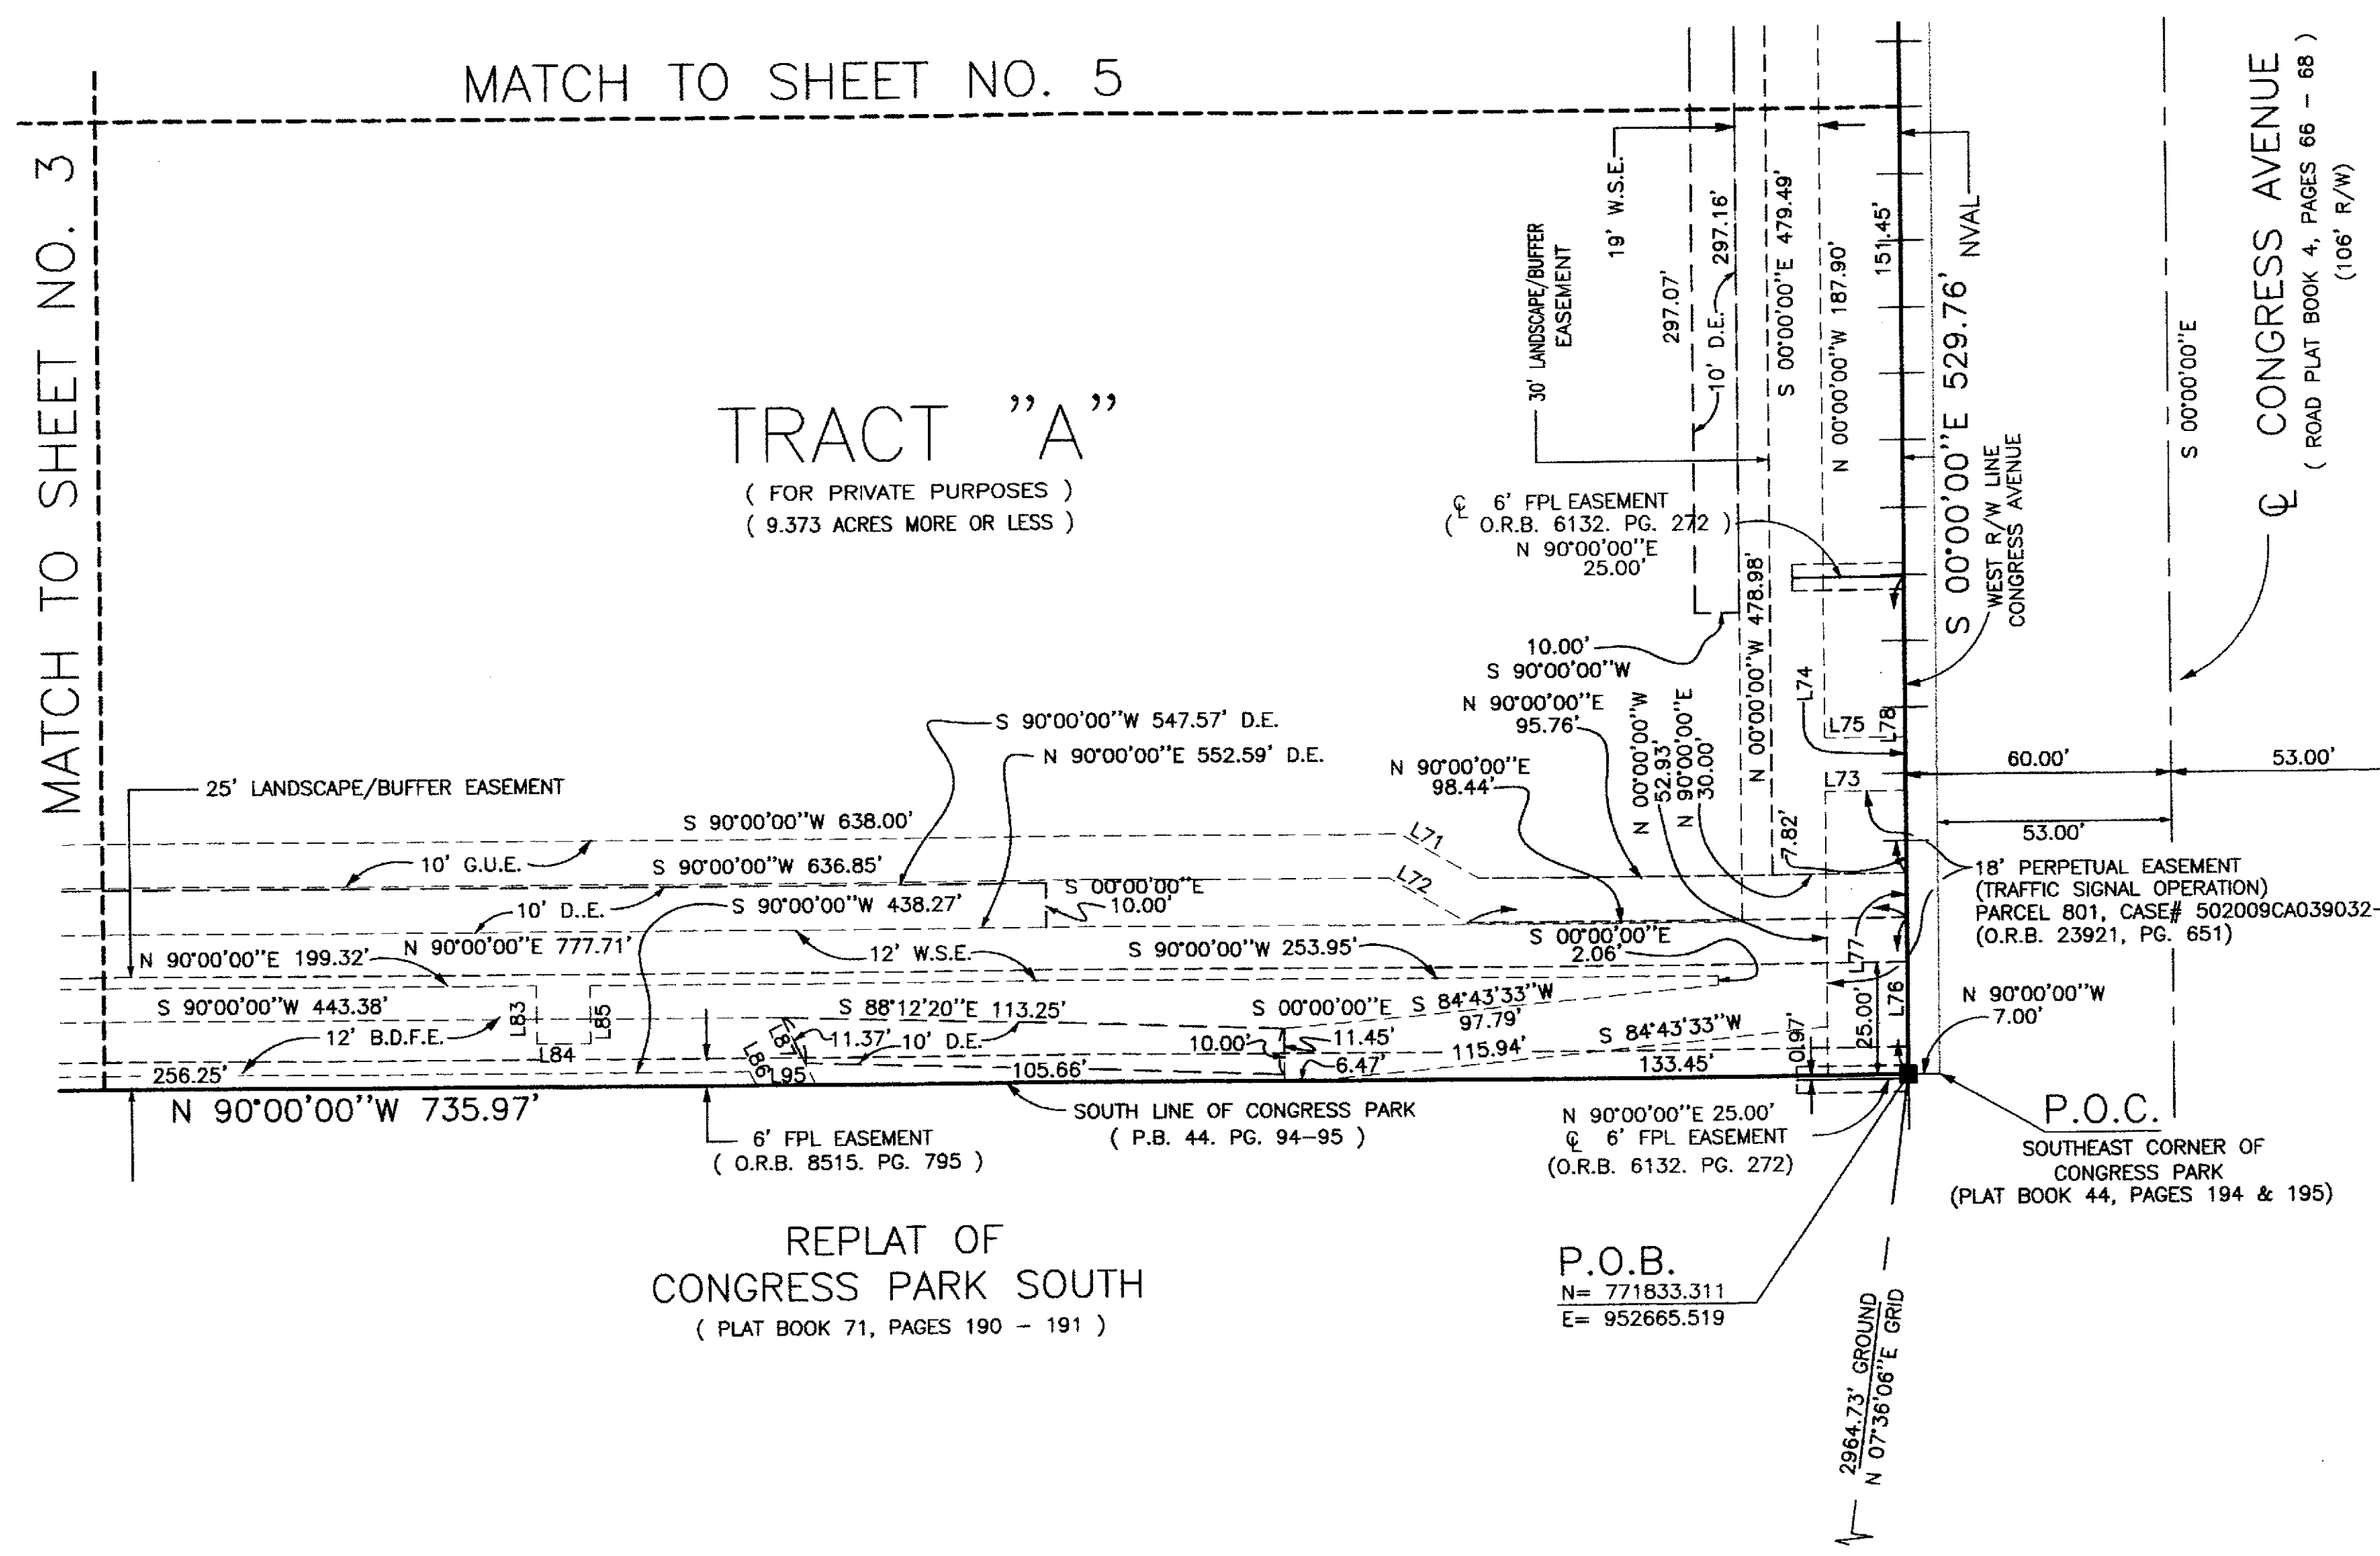 MATCH TO SHEET NO. 5
MATCH TO SHEET NO. 3
TRACT "A"
( FOR PRIVATE PURPOSES )
( 9.373 ACRES MORE OR LESS )
19' W.S.E.
297.07'
10' D.E.
297.16'
S 00°00'00"E 479.49'
N 00°00'00"W 187.90'
151.45'
NVAL
S 00°00'00"E 529.76'
WEST R/W LINE
CONGRESS AVENUE
S 00°00'00"E
℄ CONGRESS AVENUE
( ROAD PLAT BOOK 4, PAGES 66 - 68 )
(106' R/W)
30' LANDSCAPE/BUFFER
EASEMENT
℄ 6' FPL EASEMENT
( O.R.B. 6132. PG. 272 )
N 90°00'00"E
25.00'
N 00°00'00"W 478.98'
10.00'
S 90°00'00"W
N 90°00'00"E
95.76'
N 90°00'00"E
98.44'
N 00°00'00"W
52.93'
N 90°00'00"E
30.00'
7.82'
L74
L75
L78
L73
60.00'
53.00'
53.00'
S 90°00'00"W 547.57' D.E.
N 90°00'00"E 552.59' D.E.
25' LANDSCAPE/BUFFER EASEMENT
S 90°00'00"W 638.00'
L71
10' G.U.E.
S 90°00'00"W 636.85'
L72
S 00°00'00"E
10.00'
10' D..E.
S 90°00'00"W 438.27'
18' PERPETUAL EASEMENT
(TRAFFIC SIGNAL OPERATION)
PARCEL 801, CASE# 502009CA039032-
(O.R.B. 23921, PG. 651)
N 90°00'00"E 777.71'
N 90°00'00"E 199.32'
12' W.S.E.
S 90°00'00"W 253.95'
S 00°00'00"E
2.06'
L77
S 90°00'00"W 443.38'
L83
L85
L84
12' B.D.F.E.
S 88°12'20"E 113.25'
S 00°00'00"E
11.45'
S 84°43'33"W
97.79'
25.00'
L76
N 90°00'00"W
7.00'
L87
11.37'
10' D.E.
10.00'
115.94'
S 84°43'33"W
0.97'
256.25'
L86
L95
105.66'
6.47'
133.45'
N 90°00'00"W 735.97'
SOUTH LINE OF CONGRESS PARK
( P.B. 44. PG. 94-95 )
6' FPL EASEMENT
( O.R.B. 8515. PG. 795 )
N 90°00'00"E 25.00'
℄ 6' FPL EASEMENT
(O.R.B. 6132. PG. 272)
P.O.C.
SOUTHEAST CORNER OF
CONGRESS PARK
(PLAT BOOK 44, PAGES 194 & 195)
REPLAT OF
CONGRESS PARK SOUTH
( PLAT BOOK 71, PAGES 190 - 191 )
P.O.B.
N= 771833.311
E= 952665.519
2964.73' GROUND
N 07°36'06"E GRID